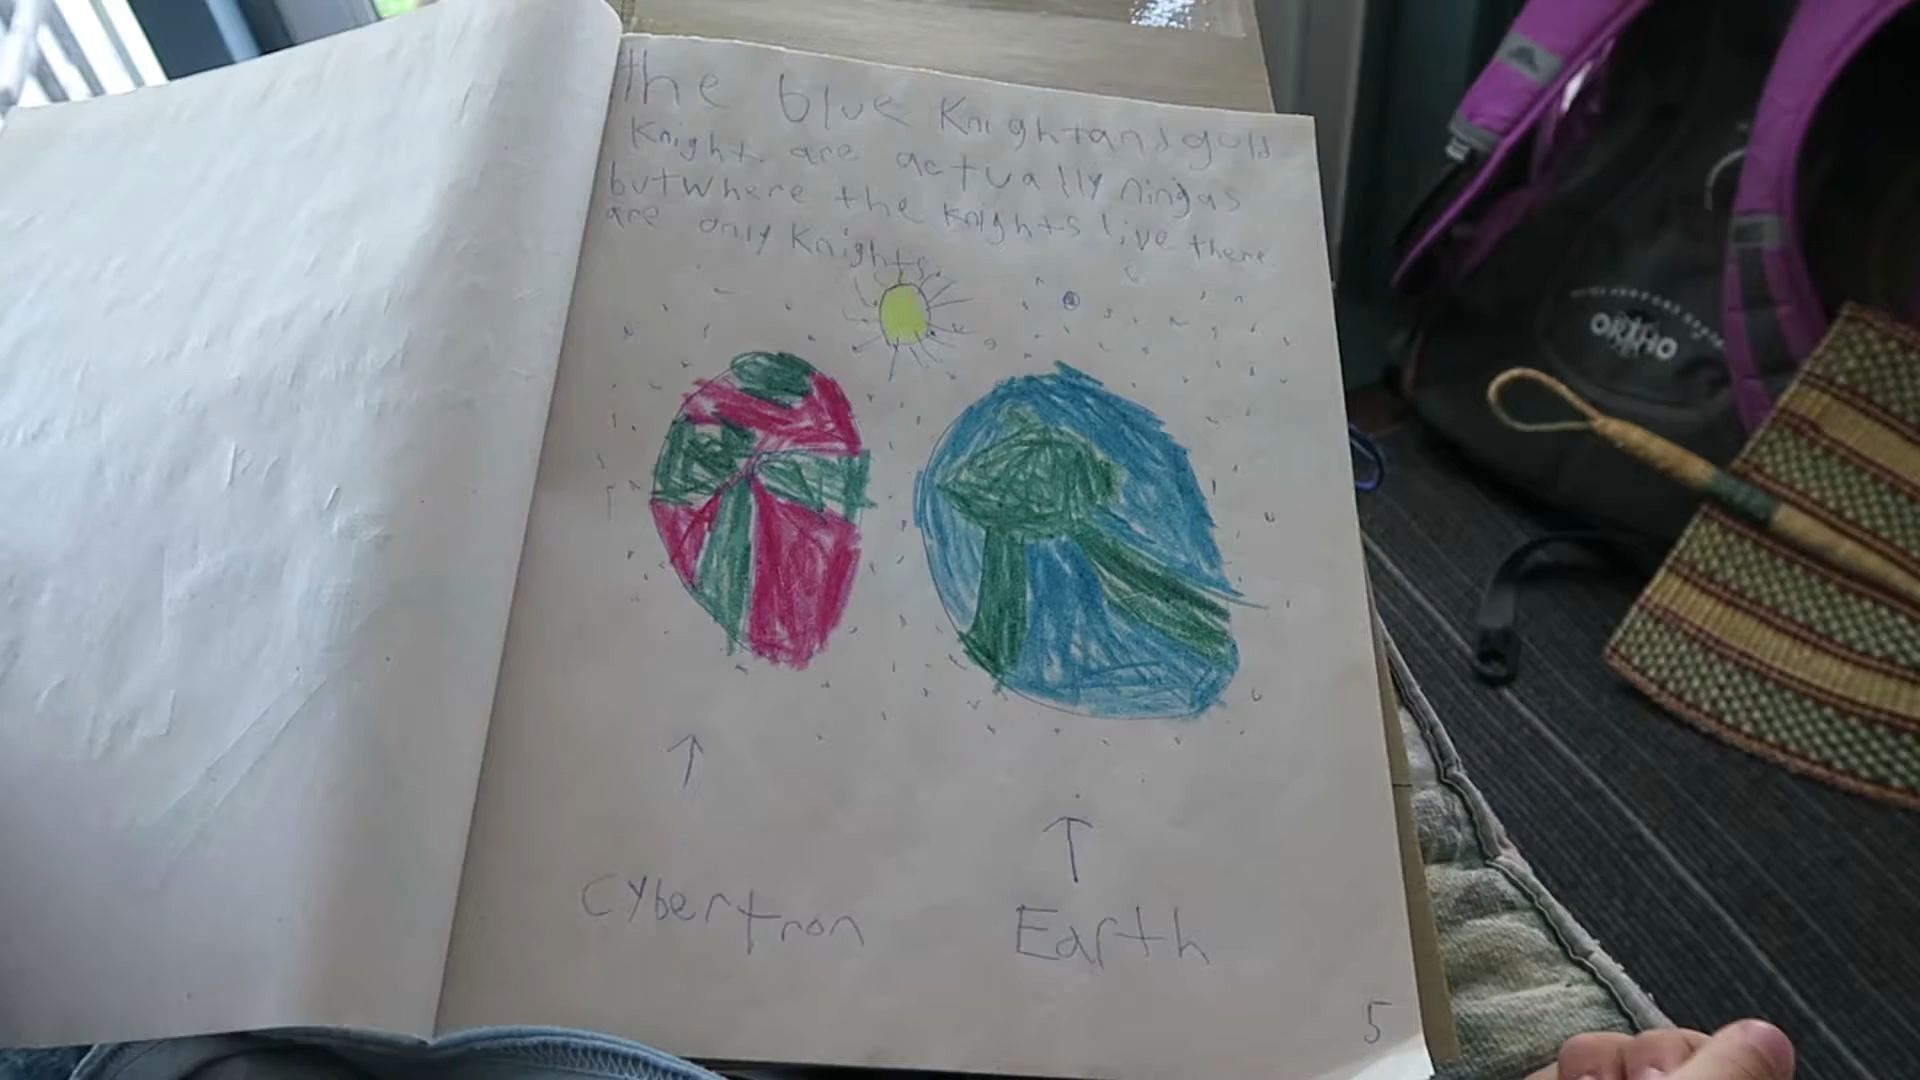 the blue Knight and gold
Knight are actually ningas
but where the knights live there
are only Knights.
Cybertron
Earth
5
ORTHO